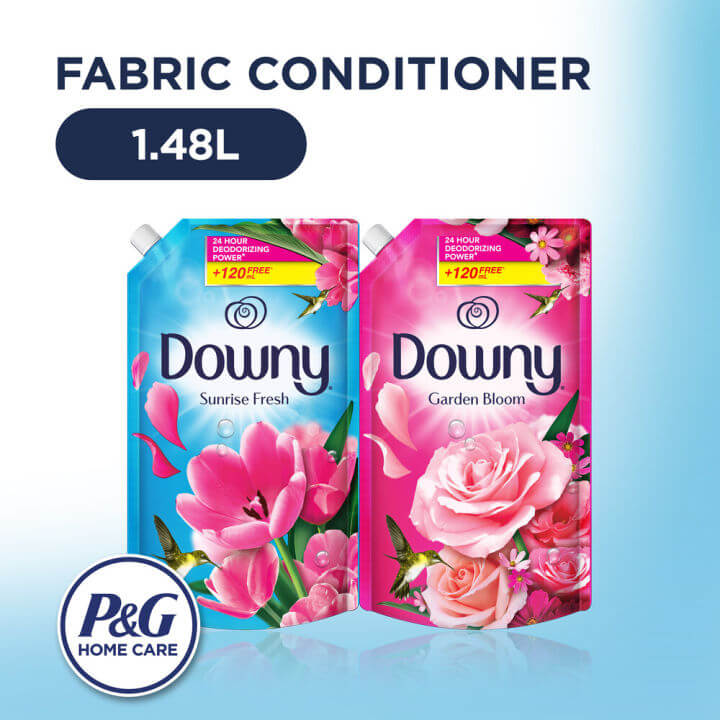 FABRIC CONDITIONER
1.48L
24 HOUR
DEODORIZING
POWER*
+120 FREE*
mL
Downy®
Sunrise Fresh
24 HOUR
DEODORIZING
POWER*
+120 FREE*
mL
Downy®
Garden Bloom
P&G
HOME CARE